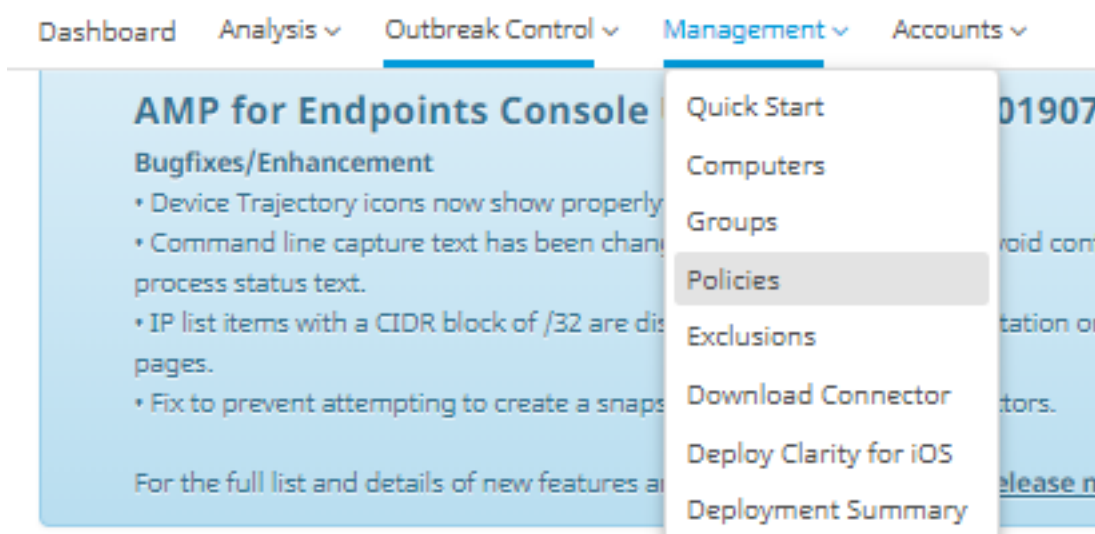 Dashboard Analysis Outbreak Control Management Accounts
AMP for Endpoints Console 01907
Bugfixes/Enhancement
• Device Trajectory icons now show properly
• Command line capture text has been void
process status text.
• IP list items with a CIDR block of /32 are
pages.
• Fix to prevent attempting to create a tors.
For the full list and details of new features
Quick Start
Computers
Groups
Policies
Exclusions
Download Connector
Deploy Clarity for iOS
Deployment Summary